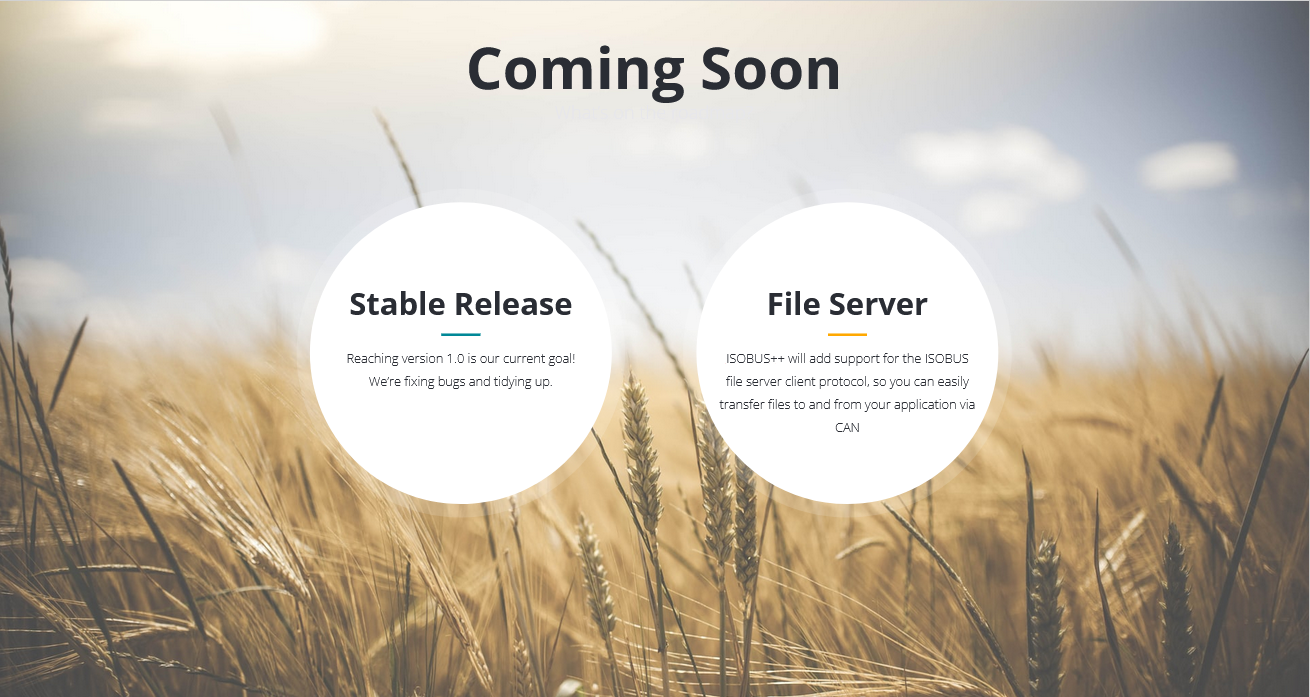 Coming Soon
Stable Release
Reaching version 1.0 is our current goal!
We're fixing bugs and tidying up.
File Server
ISOBUS++ will add support for the ISOBUS
file server client protocol, so you can easily
transfer files to and from your application via
CAN